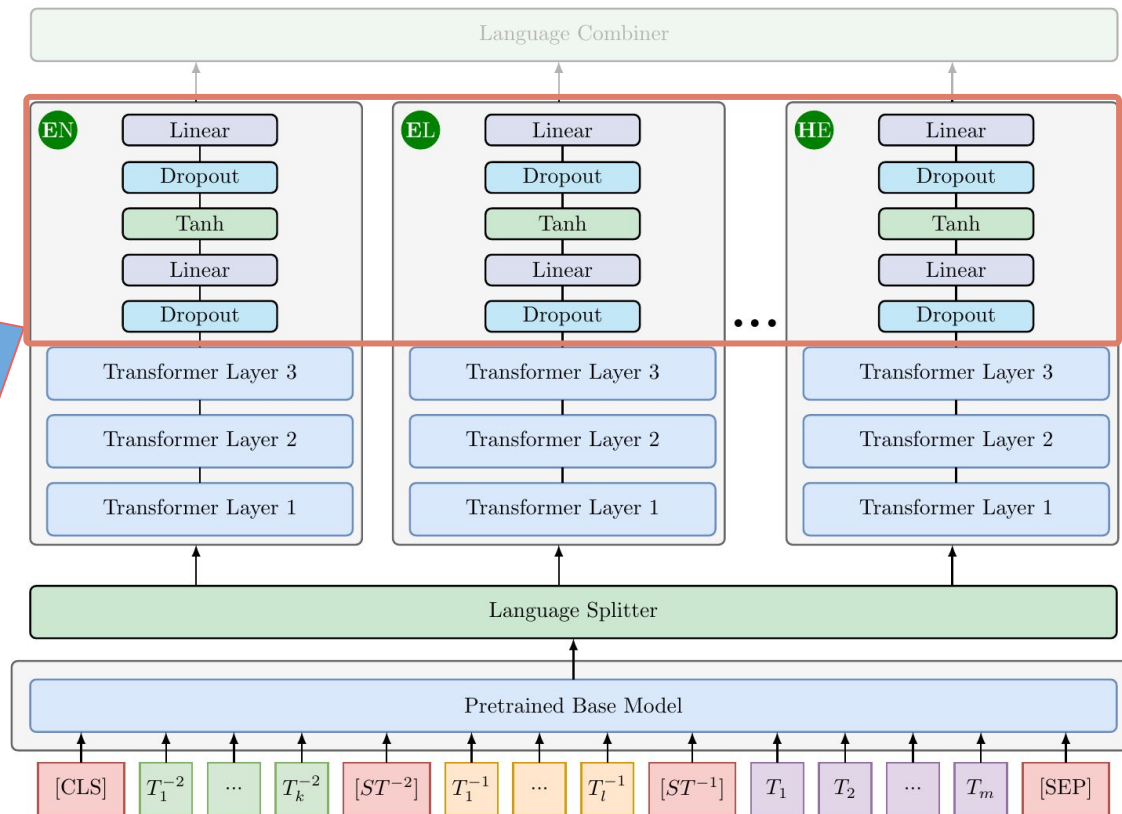 Language Combiner
EN Linear EL Linear HE Linear
Dropout Dropout Dropout
Tanh Tanh Tanh
Linear Linear Linear
Dropout Dropout ... Dropout
Transformer Layer 3 Transformer Layer 3 Transformer Layer 3
Transformer Layer 2 Transformer Layer 2 Transformer Layer 2
Transformer Layer 1 Transformer Layer 1 Transformer Layer 1
Language Splitter
Pretrained Base Model
[CLS] $T_1^{-2}$ ... $T_k^{-2}$ [$ST^{-2}$] $T_1^{-1}$ ... $T_l^{-1}$ [$ST^{-1}$] $T_1$ $T_2$ ... $T_m$ [SEP]